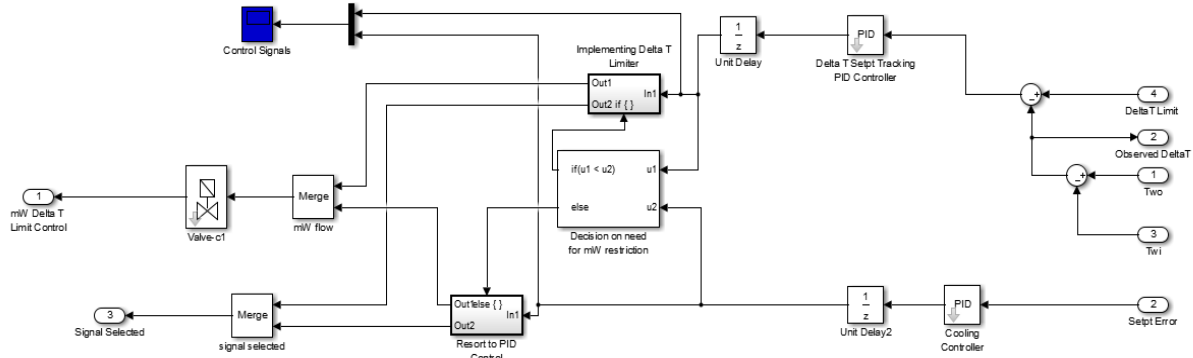 Control Signals
Implementing Delta T
Limiter
Out1
In1
Out2 if { }
1
z
Unit Delay
PID
Delta T Setpt Tracking
PID Controller
4
DeltaT Limit
2
Observed DeltaT
1
Two
3
Twi
if(u1 < u2)
u1
else
u2
Decision on need
for mW restriction
1
mW Delta T
Limit Control
Valve-c1
Merge
mW flow
3
Signal Selected
Merge
signal selected
Out1else { }
In1
Out2
Resort to PID
Control
1
z
Unit Delay2
PID
Cooling
Controller
2
Setpt Error